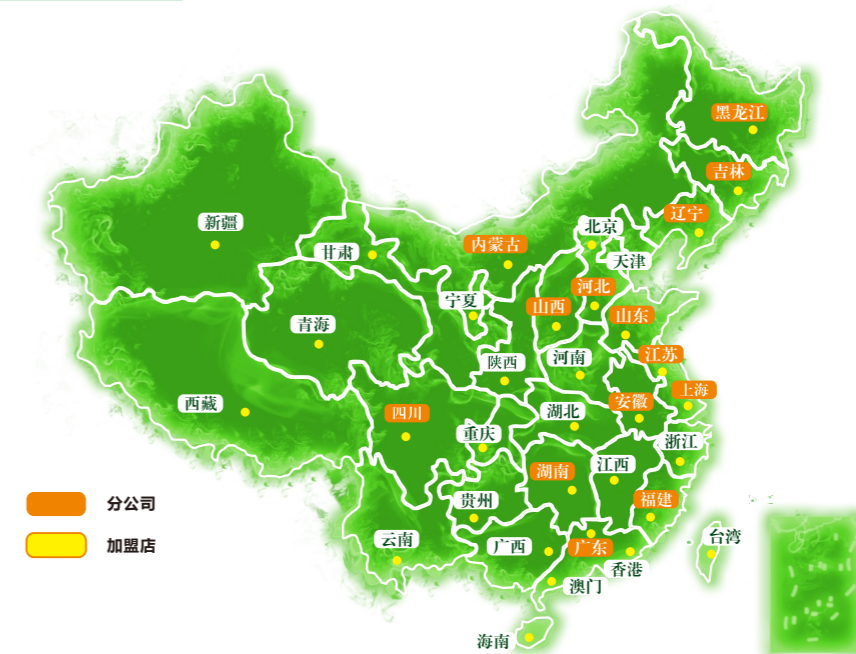 黑龙江
吉林
辽宁
新疆
北京
内蒙古
甘肃
天津
河北
宁夏
山西
山东
青海
江苏
河南
陕西
上海
西藏
安徽
四川
湖北
重庆
浙江
江西
湖南
贵州
福建
分公司
台湾
云南
广西
广东
加盟店
香港
澳门
海南